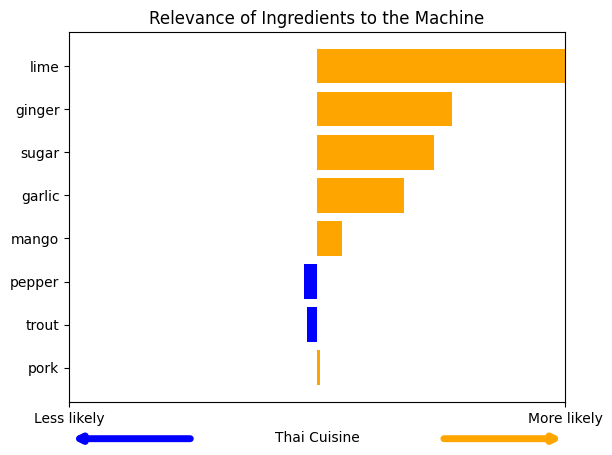 Relevance of Ingredients to the Machine
lime
ginger
sugar
garlic
mango
pepper
trout
pork
Less likely
More likely
Thai Cuisine